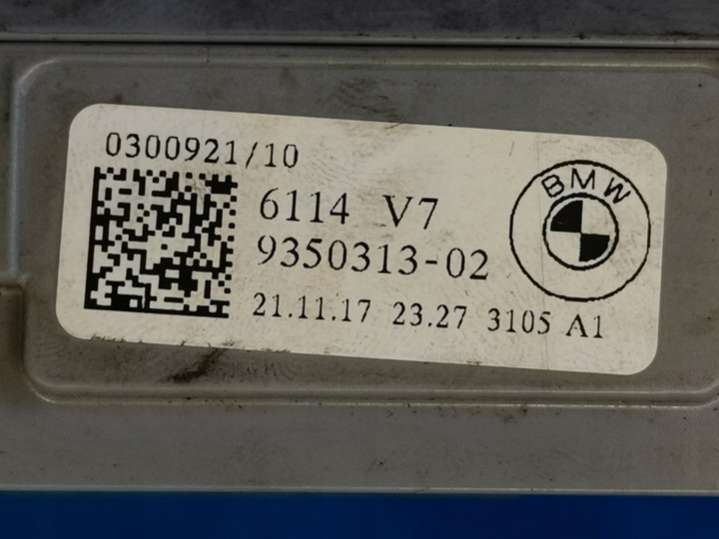 0300921/10
6114 V7
9350313-02
21.11.17 23.27 3105 A1
BMW